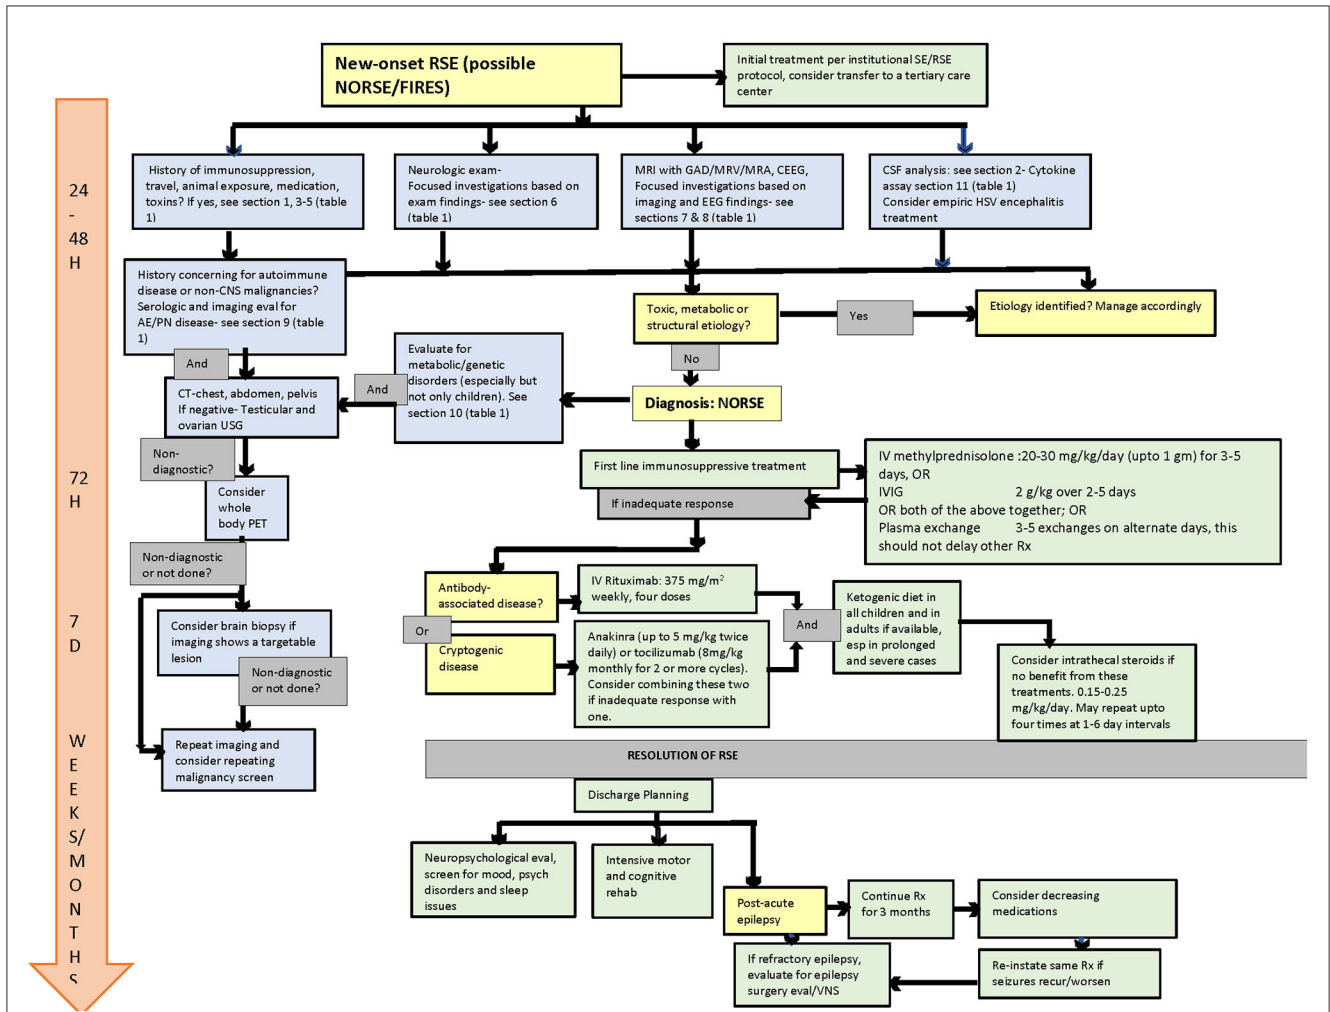 New-onset RSE (possible
NORSE/FIRES)
Initial treatment per institutional SE/RSE
protocol, consider transfer to a tertiary care
center
24
-
48
H
History of immunosuppression,
travel, animal exposure, medication,
toxins? If yes, see section 1, 3-5 (table
1)
Neurologic exam-
Focused investigations based on
exam findings- see section 6
(table 1)
MRI with GAD/MRV/MRA, CEEG,
Focused investigations based on
imaging and EEG findings- see
sections 7 & 8 (table 1)
CSF analysis: see section 2- Cytokine
assay section 11 (table 1)
Consider empiric HSV encephalitis
treatment
History concerning for autoimmune
disease or non-CNS malignancies?
Serologic and imaging eval for
AE/PN disease- see section 9 (table
1)
Toxic, metabolic or
structural etiology?
Yes
Etiology identified? Manage accordingly
And
No
Evaluate for
metabolic/genetic
disorders (especially but
not only children). See
section 10 (table 1)
And
CT-chest, abdomen, pelvis
If negative- Testicular and
ovarian USG
Diagnosis: NORSE
72
H
Non-
diagnostic?
First line immunosuppressive treatment
If inadequate response
IV methylprednisolone :20-30 mg/kg/day (upto 1 gm) for 3-5
days, OR
IVIG 2 g/kg over 2-5 days
OR both of the above together; OR
Plasma exchange 3-5 exchanges on alternate days, this
should not delay other Rx
Consider
whole
body PET
Non-diagnostic
or not done?
7
D
Antibody-
associated disease?
IV Rituximab: 375 mg/m²
weekly, four doses
Or
Cryptogenic
disease
Anakinra (up to 5 mg/kg twice
daily) or tocilizumab (8mg/kg
monthly for 2 or more cycles).
Consider combining these two
if inadequate response with
one.
And
Ketogenic diet in
all children and in
adults if available,
esp in prolonged
and severe cases
Consider intrathecal steroids if
no benefit from these
treatments. 0.15-0.25
mg/kg/day. May repeat upto
four times at 1-6 day intervals
Consider brain biopsy if
imaging shows a targetable
lesion
Non-diagnostic
or not done?
Repeat imaging and
consider repeating
malignancy screen
W
E
E
K
S/
M
O
N
T
H
S
RESOLUTION OF RSE
Discharge Planning
Neuropsychological eval,
screen for mood, psych
disorders and sleep
issues
Intensive motor
and cognitive
rehab
Post-acute
epilepsy
Continue Rx
for 3 months
Consider decreasing
medications
If refractory epilepsy,
evaluate for epilepsy
surgery eval/VNS
Re-instate same Rx if
seizures recur/worsen